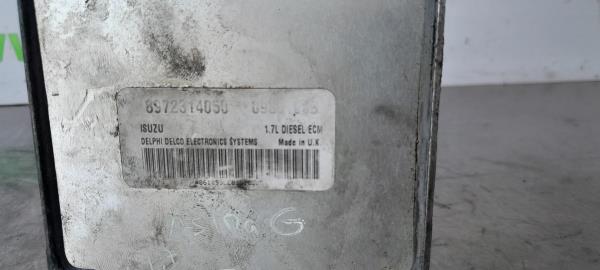 8972314050
ISUZU 1.7L DIESEL ECM
DELPHI DELCO ELECTRONICS SYSTEMS Made in U.K
G